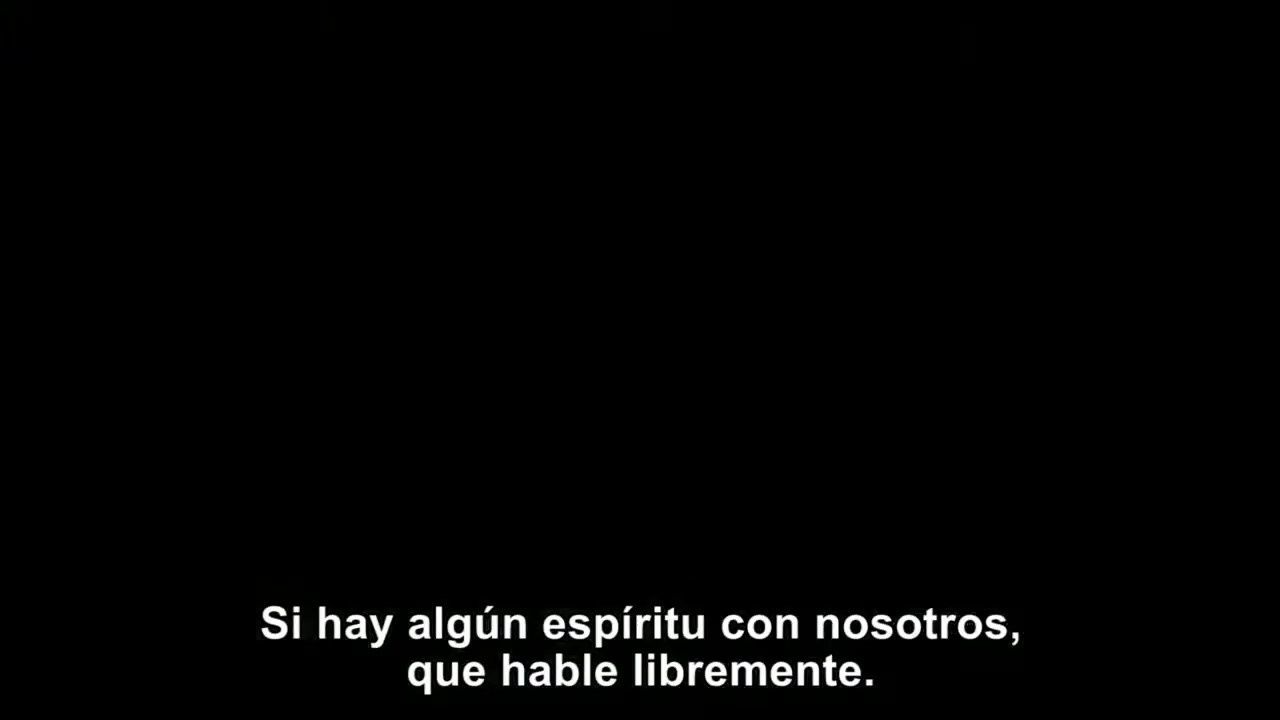 Si hay algún espíritu con nosotros,
que hable libremente.